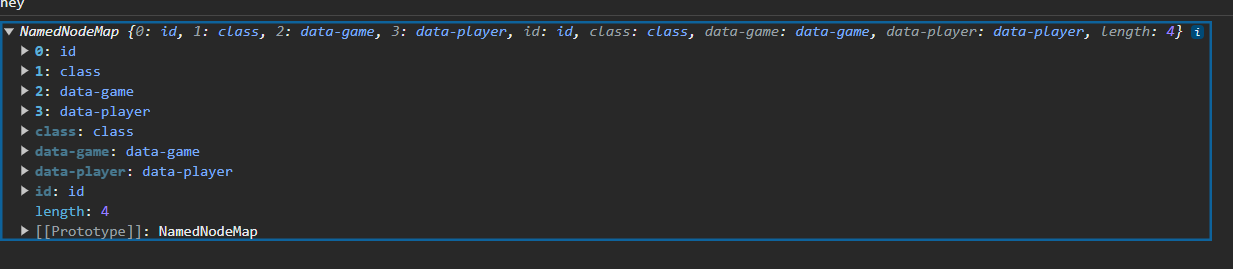 hey
NamedNodeMap {0: id, 1: class, 2: data-game, 3: data-player, id: id, class: class, data-game: data-game, data-player: data-player, length: 4} i
0: id
1: class
2: data-game
3: data-player
class: class
data-game: data-game
data-player: data-player
id: id
length: 4
[[Prototype]]: NamedNodeMap